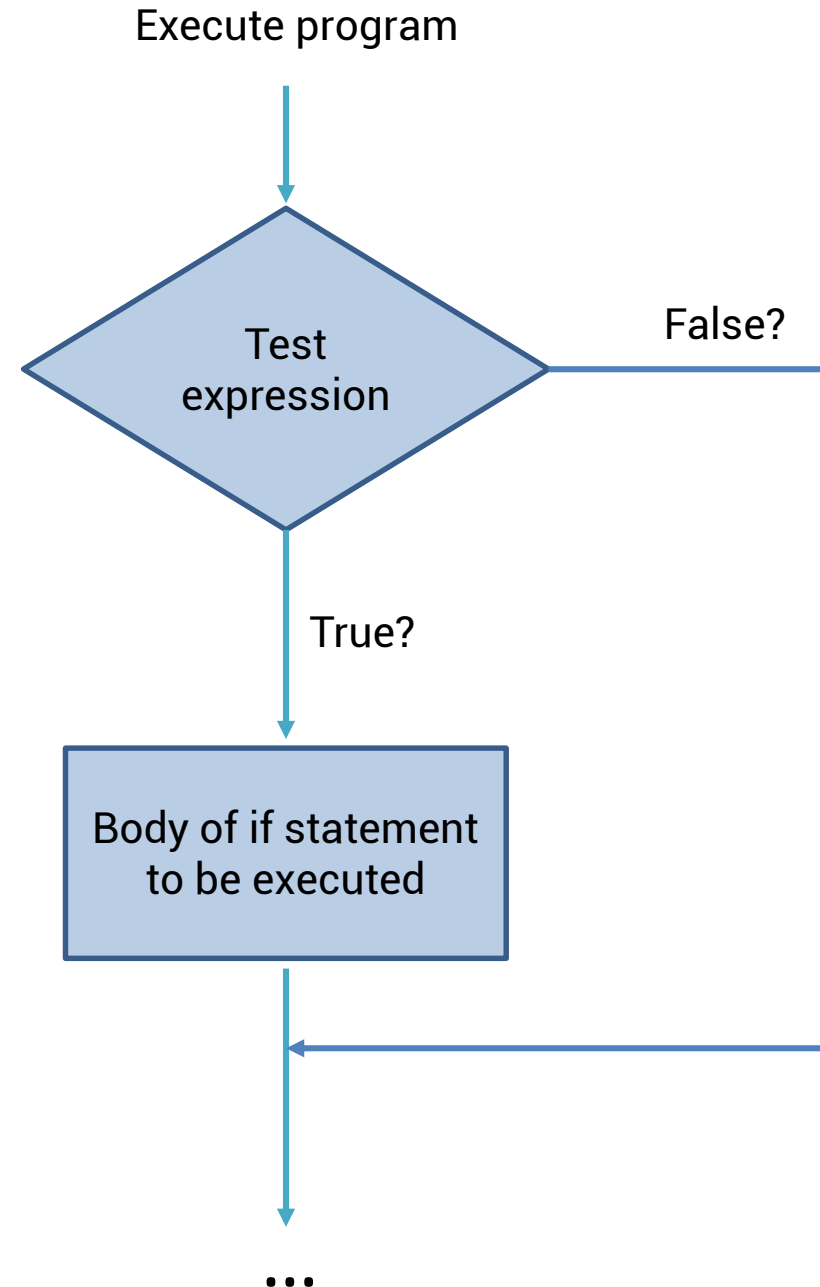 Execute program
Test
expression
False?
True?
Body of if statement
to be executed
...